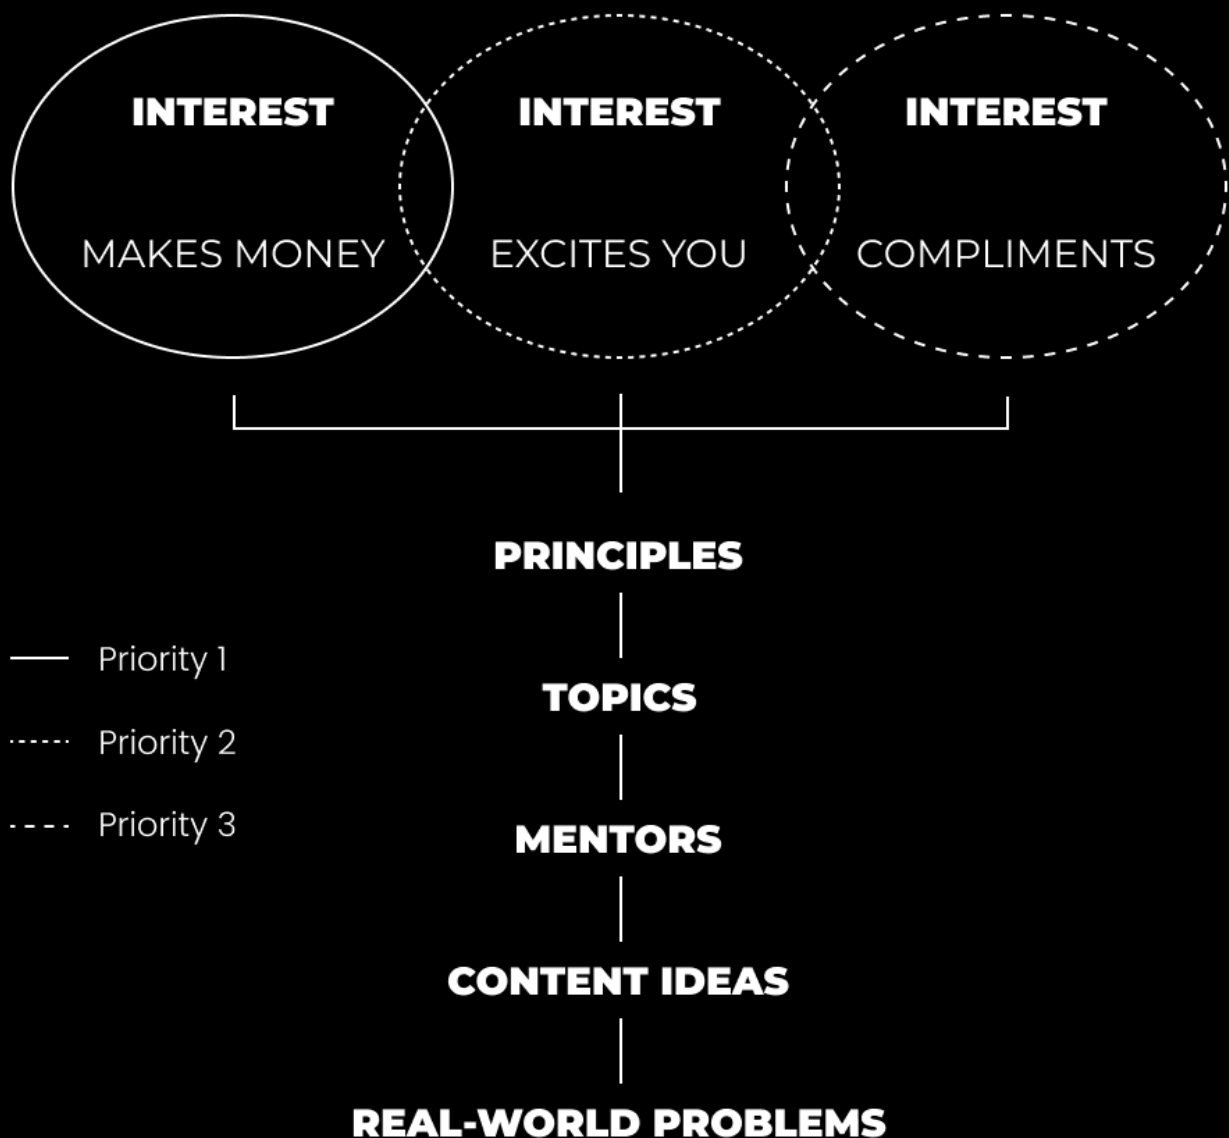 INTEREST INTEREST INTEREST
MAKES MONEY EXCITES YOU COMPLIMENTS
PRINCIPLES
Priority 1
TOPICS
Priority 2
Priority 3
MENTORS
CONTENT IDEAS
REAL-WORLD PROBLEMS